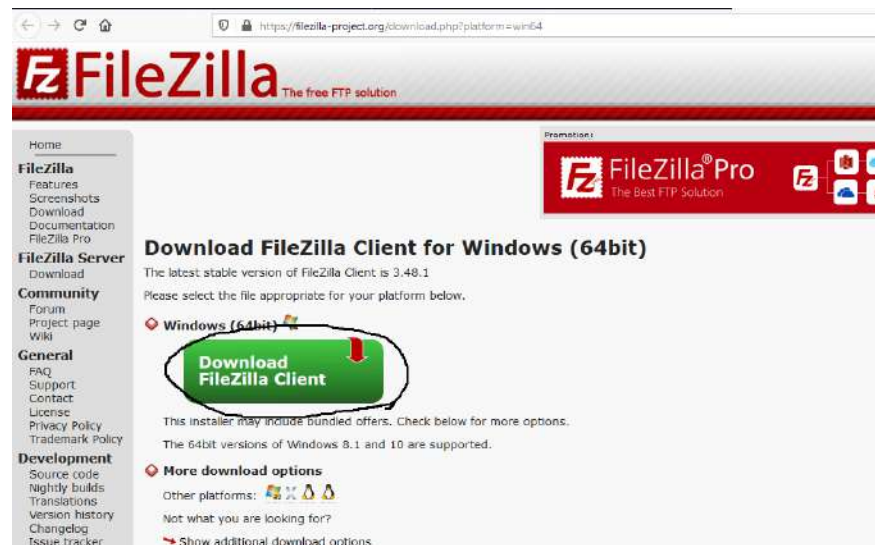 https://filezilla-project.org/download.php?platform=win64
FileZilla The free FTP solution
Home
FileZilla
Features
Screenshots
Download
Documentation
FileZilla Pro
FileZilla Server
Download
Community
Forum
Project page
Wiki
General
FAQ
Support
Contact
License
Privacy Policy
Trademark Policy
Development
Source code
Nightly builds
Translations
Version history
Changelog
Issue tracker
Promotion:
FileZilla®Pro
The Best FTP Solution
Download FileZilla Client for Windows (64bit)
The latest stable version of FileZilla Client is 3.48.1
Please select the file appropriate for your platform below.
Windows (64bit)
Download
FileZilla Client
This installer may include bundled offers. Check below for more options.
The 64bit versions of Windows 8.1 and 10 are supported.
More download options
Other platforms:
Not what you are looking for?
Show additional download options